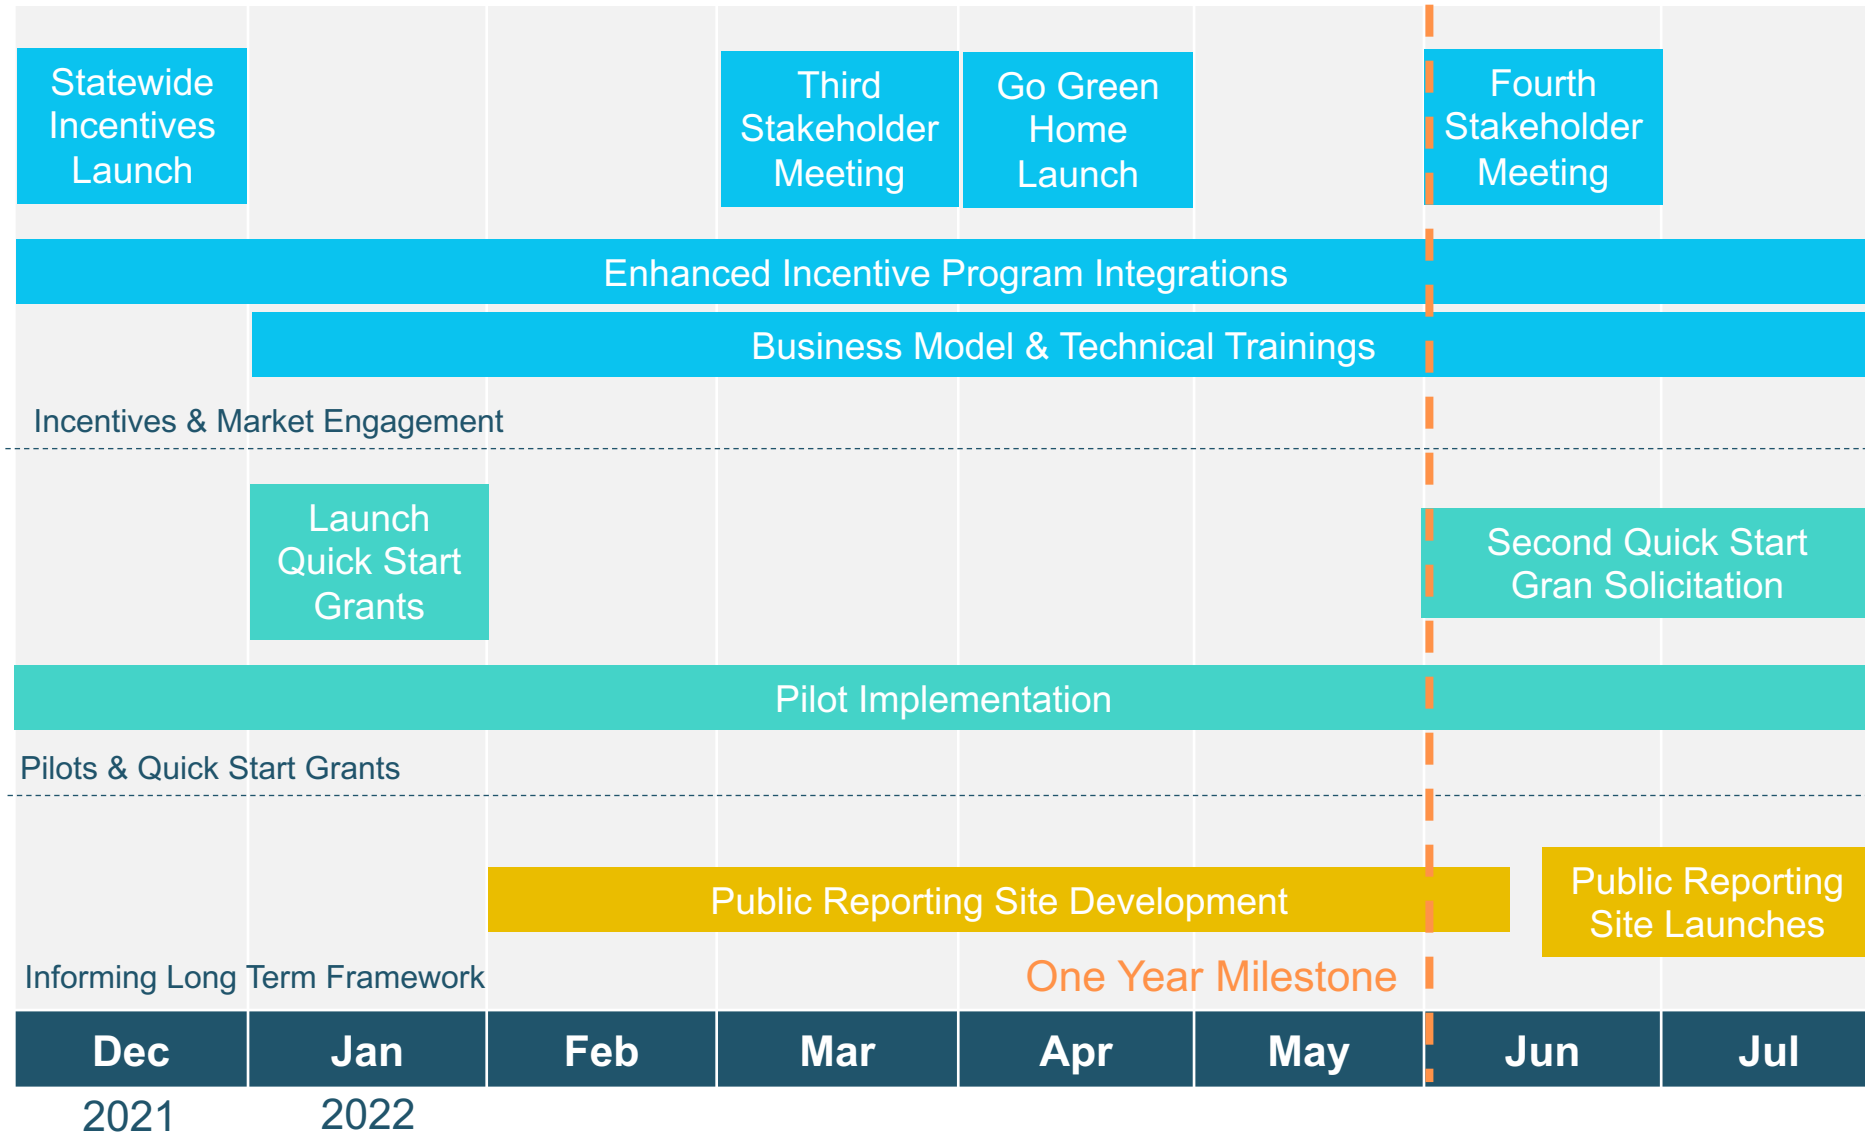 Statewide
Incentives
Launch
Third
Stakeholder
Meeting
Go Green
Home
Launch
Fourth
Stakeholder
Meeting
Enhanced Incentive Program Integrations
Business Model & Technical Trainings
Incentives & Market Engagement
Launch
Quick Start
Grants
Second Quick Start
Gran Solicitation
Pilot Implementation
Pilots & Quick Start Grants
Public Reporting Site Development
Public Reporting
Site Launches
Informing Long Term Framework
One Year Milestone
Dec Jan Feb Mar Apr May Jun Jul
2021 2022